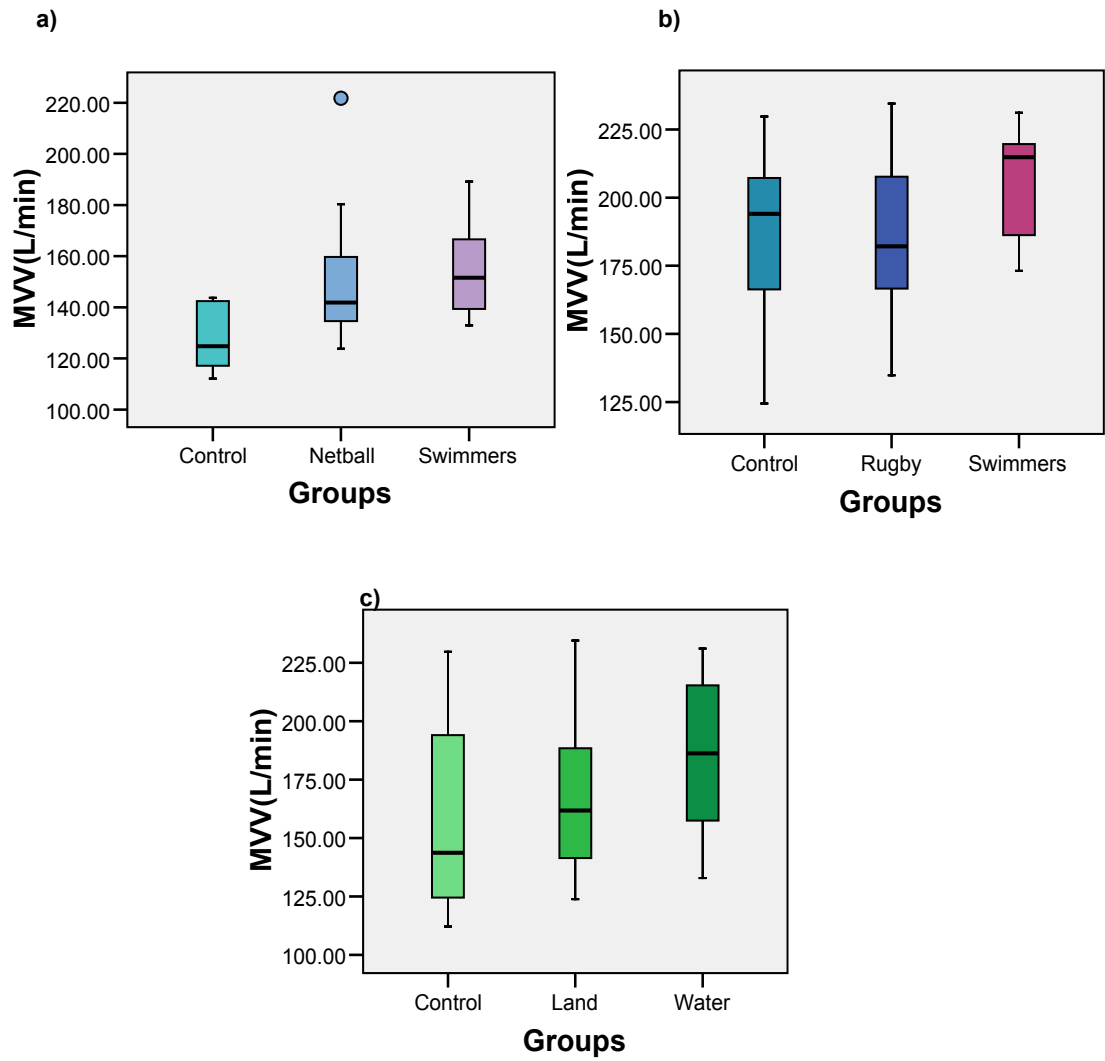 a)
MVV(L/min)
220.00
200.00
180.00
160.00
140.00
120.00
100.00
Control Netball Swimmers
Groups
b)
MVV(L/min)
225.00
200.00
175.00
150.00
125.00
Control Rugby Swimmers
Groups
c)
MVV(L/min)
225.00
200.00
175.00
150.00
125.00
100.00
Control Land Water
Groups